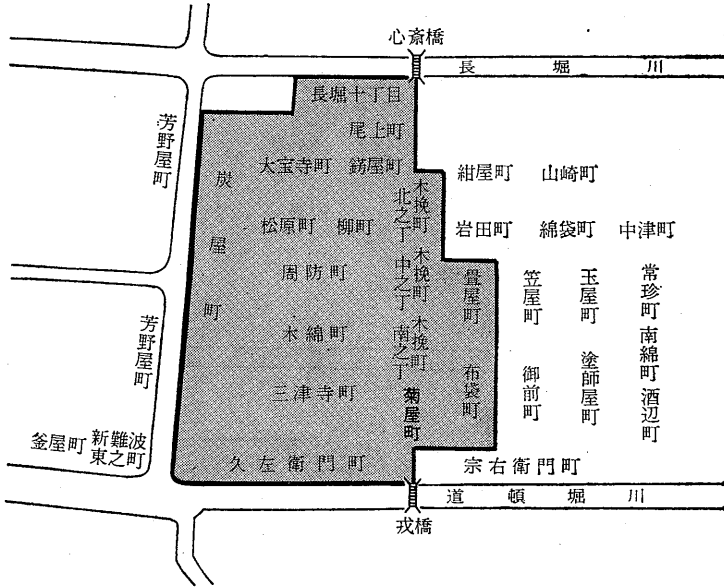 心斎橋
長堀川
長堀十丁目
尾上町
芳野屋町
大宝寺町 錺屋町
紺屋町 山崎町
炭屋町
木挽町北之丁
松原町 柳町
岩田町 綿袋町 中津町
周防町
木挽町中之丁
畳屋町
笠屋町
玉屋町
常珍町
芳野屋町
木綿町
木挽町南之丁
南綿町
三津寺町
菊屋町
布袋町
御前町
塗師屋町
酒辺町
釜屋町
新難波東之町
久左衛門町
宗右衛門町
道頓堀川
戎橋